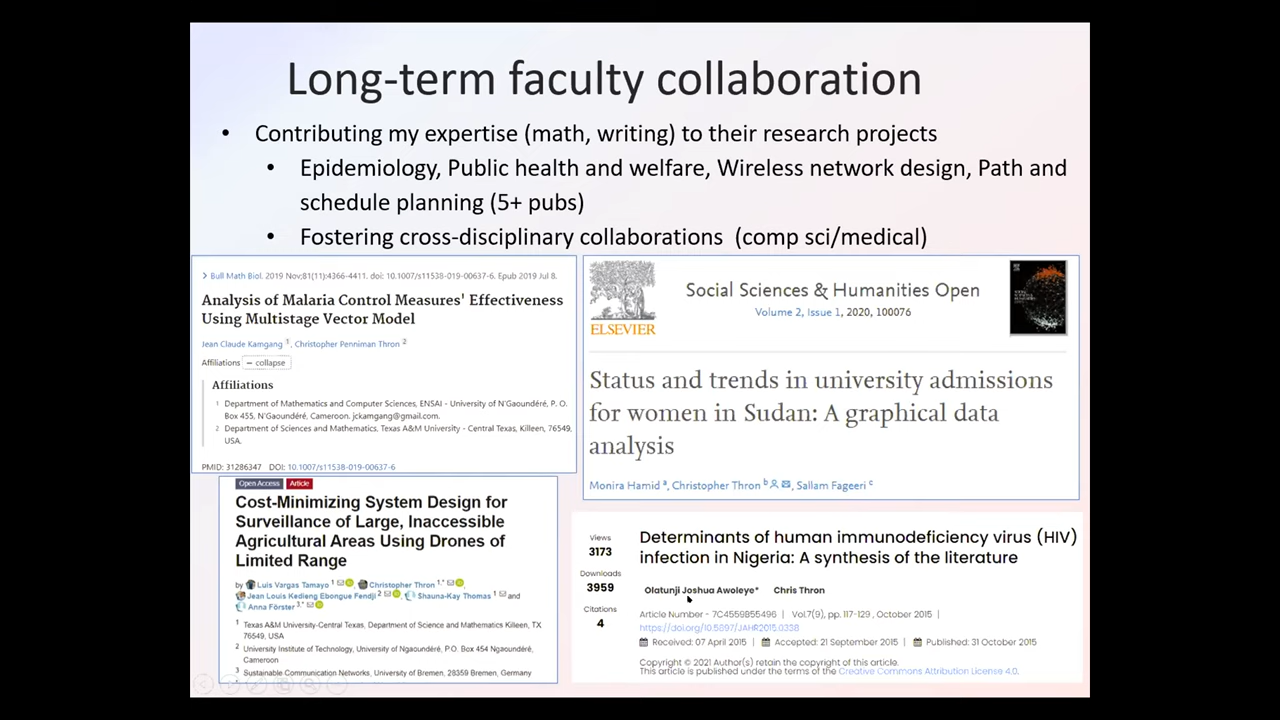 Long-term faculty collaboration
• Contributing my expertise (math, writing) to their research projects
• Epidemiology, Public health and welfare, Wireless network design, Path and
schedule planning (5+ pubs)
• Fostering cross-disciplinary collaborations (comp sci/medical)
> Bull Math Biol. 2019 Nov;81(11):4366-4411. doi: 10.1007/s11538-019-00637-6. Epub 2019 Jul 8.
Analysis of Malaria Control Measures' Effectiveness
Using Multistage Vector Model
Jean Claude Kamgang 1, Christopher Penniman Thron 2
Affiliations — collapse
Affiliations
1 Department of Mathematics and Computer Sciences, ENSAI - University of N'Gaoundéré, P. O.
Box 455, N'Gaoundéré, Cameroon. jckamgang@gmail.com.
2 Department of Sciences and Mathematics, Texas A&M University - Central Texas, Killeen, 76549,
USA.
PMID: 31286347 DOI: 10.1007/s11538-019-00637-6
ELSEVIER
Social Sciences & Humanities Open
Volume 2, Issue 1, 2020, 100076
Status and trends in university admissions
for women in Sudan: A graphical data
analysis
Monira Hamid a, Christopher Thron b, Sallam Fageeri c
Open Access Article
Cost-Minimizing System Design for
Surveillance of Large, Inaccessible
Agricultural Areas Using Drones of
Limited Range
by Luis Vargas Tamayo 1, Christopher Thron 1,*,
Jean Louis Kedieng Ebongue Fendji 2, Shauna-Kay Thomas 1 and
Anna Förster 3,*
1 Texas A&M University-Central Texas, Department of Science and Mathematics Killeen, TX
76549, USA
2 University Institute of Technology, University of Ngaoundéré, P.O. Box 454 Ngaoundéré,
Cameroon
3 Sustainable Communication Networks, University of Bremen, 28359 Bremen, Germany
Views
3173
Downloads
3959
Citations
4
Determinants of human immunodeficiency virus (HIV)
infection in Nigeria: A synthesis of the literature
Olatunji Joshua Awoleye* Chris Thron
Article Number - 7C4559B55496 | Vol.7(9), pp. 117-129 , October 2015 |
https://doi.org/10.5897/JAHR2015.0338
Received: 07 April 2015 | Accepted: 21 September 2015 | Published: 31 October 2015
Copyright © 2021 Author(s) retain the copyright of this article.
This article is published under the terms of the Creative Commons Attribution License 4.0.